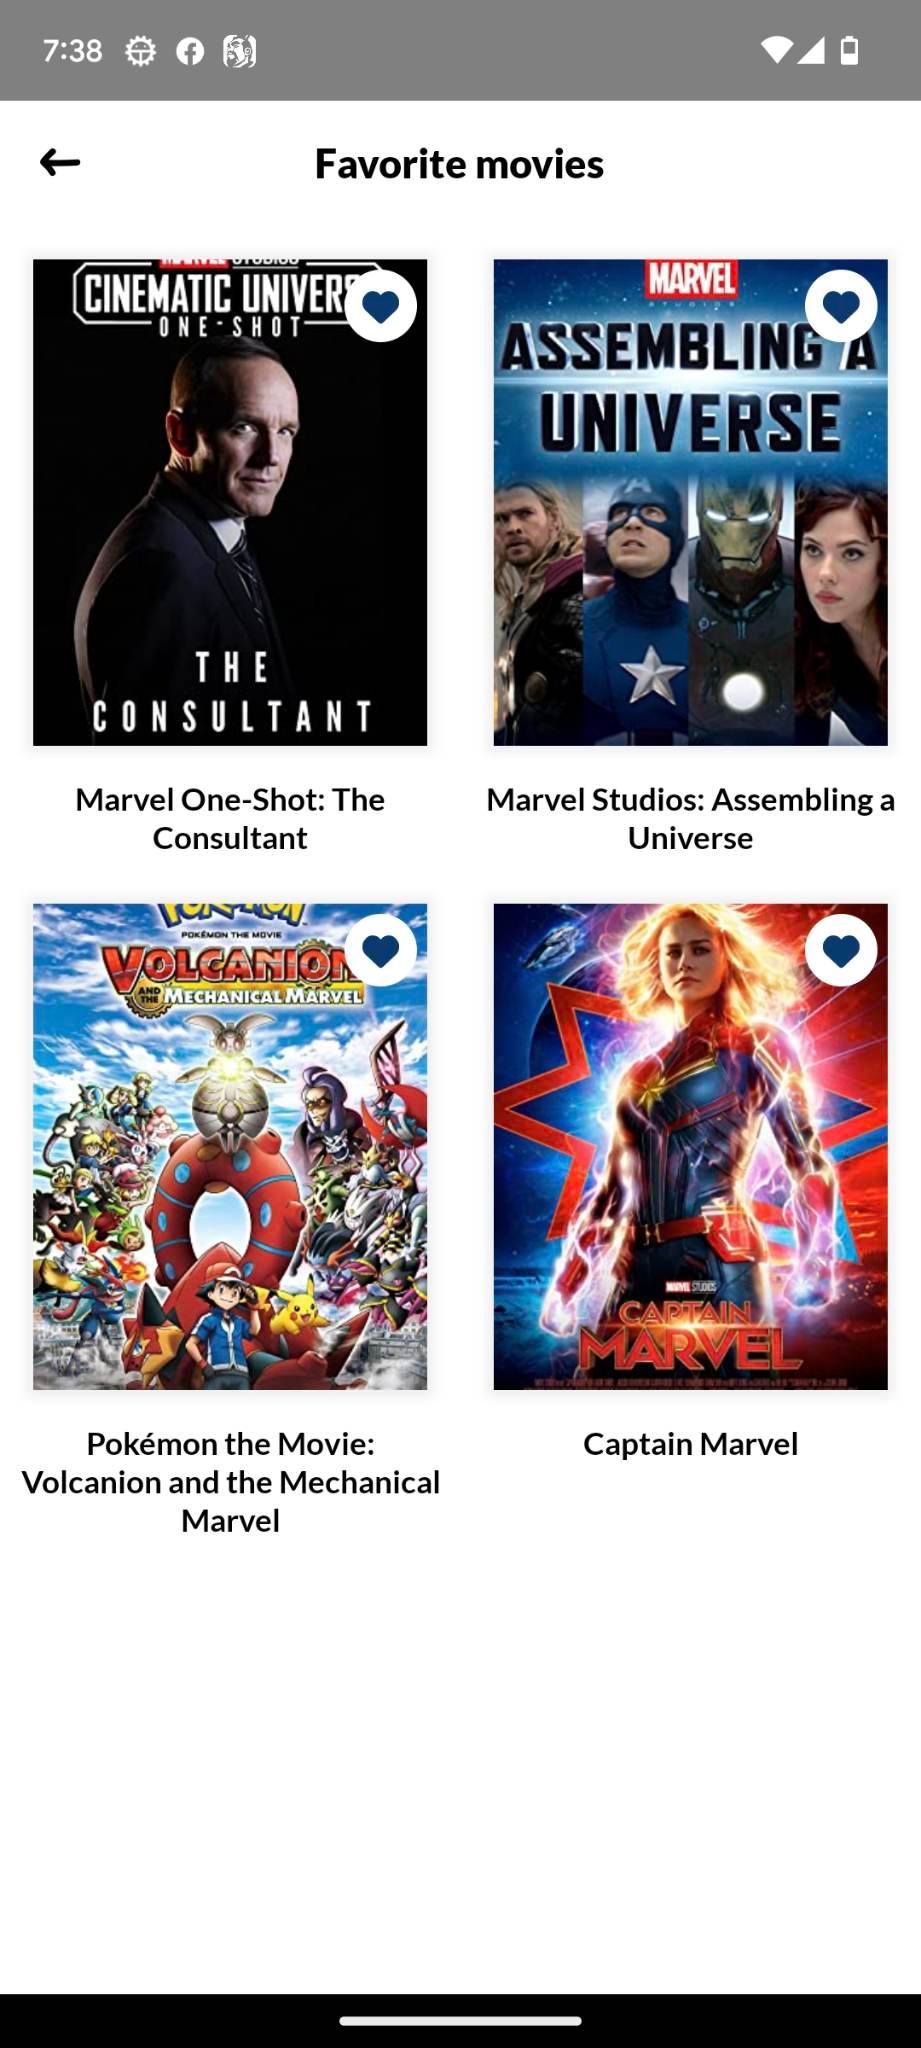 7:38
Favorite movies
MARVEL STUDIOS
CINEMATIC UNIVERS
ONE-SHOT
THE
CONSULTANT
MARVEL
ASSEMBLING A
UNIVERSE
Marvel One-Shot: The
Consultant
Marvel Studios: Assembling a
Universe
POKÉMON
POKÉMON THE MOVIE
VOLCANION
AND THE MECHANICAL MARVEL
MARVEL STUDIOS
CAPTAIN
MARVEL
Pokémon the Movie:
Volcanion and the Mechanical
Marvel
Captain Marvel